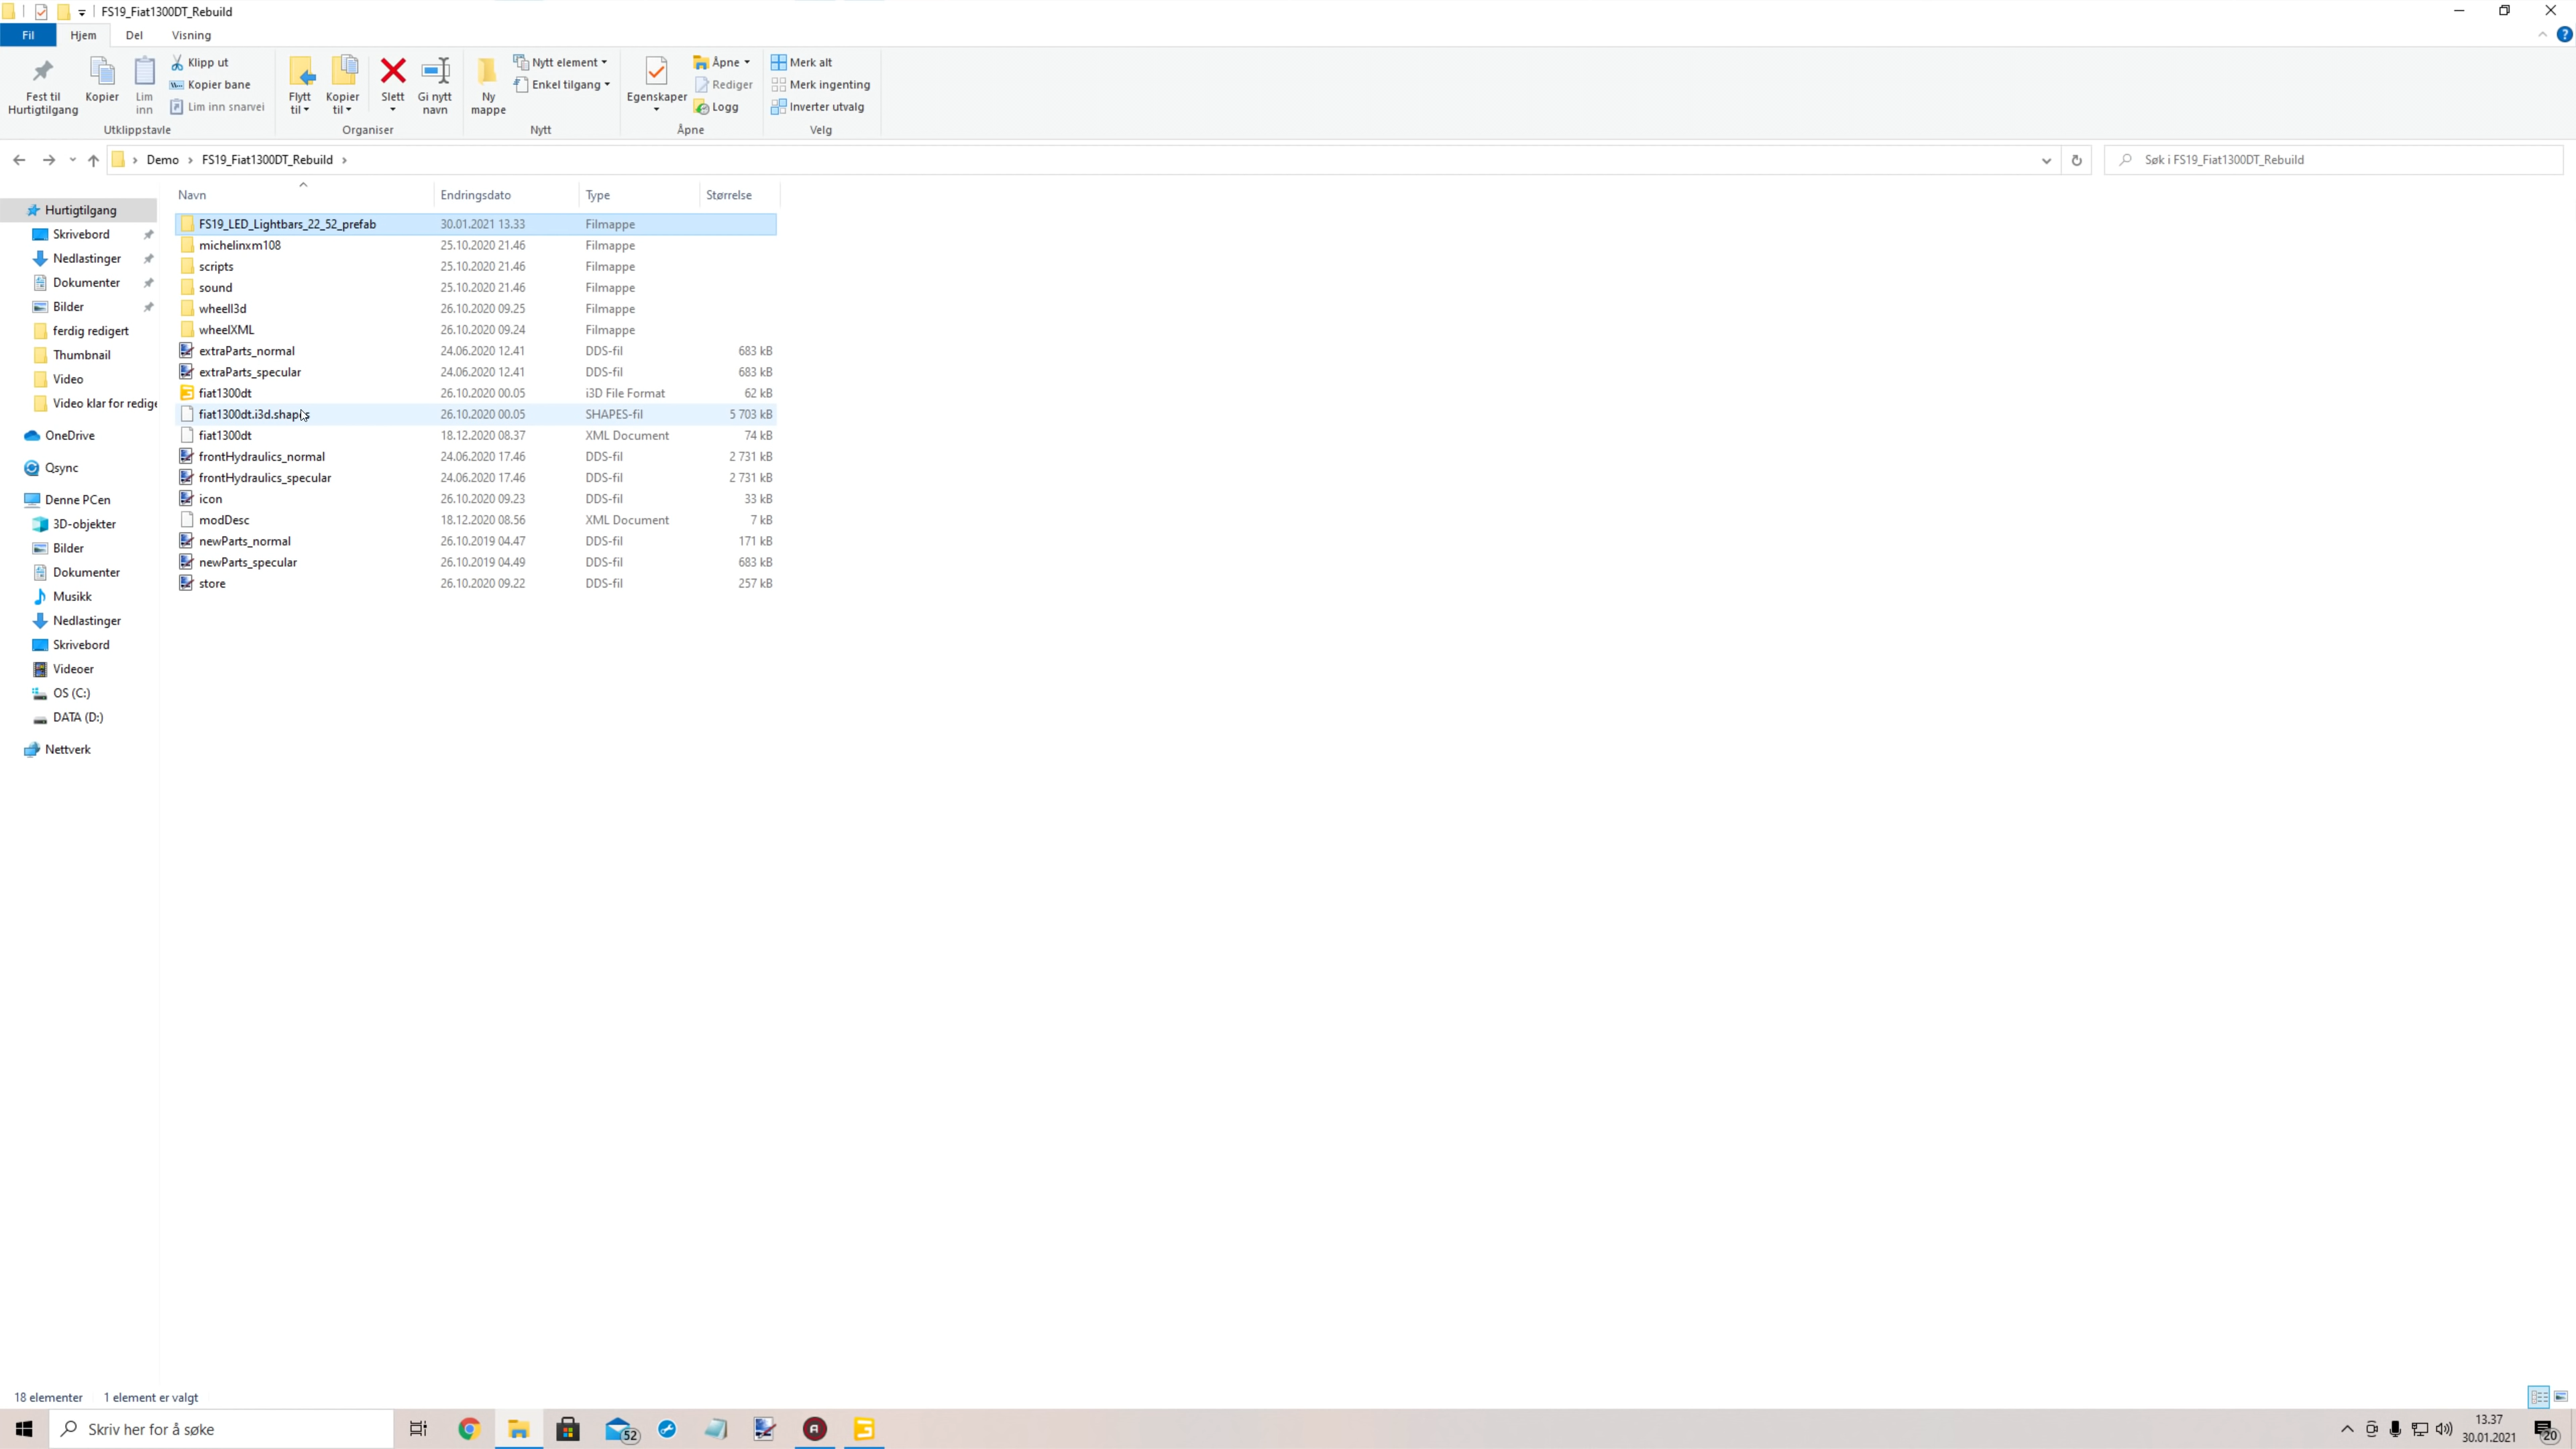 FS19_Fiat1300DT_Rebuild
Fil Hjem Del Visning
Fest til Hurtigtilgang
Kopier
Lim inn
Klipp ut
Kopier bane
Lim inn snarvei
Utklippstavle
Flytt til
Kopier til
Slett
Gi nytt navn
Organiser
Ny mappe
Nytt element
Enkel tilgang
Nytt
Egenskaper
Åpne
Rediger
Logg
Åpne
Merk alt
Merk ingenting
Inverter utvalg
Velg
Demo FS19_Fiat1300DT_Rebuild
Søk i FS19_Fiat1300DT_Rebuild
Hurtigtilgang
Skrivebord
Nedlastinger
Dokumenter
Bilder
ferdig redigert
Thumbnail
Video
Video klar for redige
OneDrive
Qsync
Denne PCen
3D-objekter
Bilder
Dokumenter
Musikk
Nedlastinger
Skrivebord
Videoer
OS (C:)
DATA (D:)
Nettverk
Navn Endringsdato Type Størrelse
FS19_LED_Lightbars_22_52_prefab 30.01.2021 13.33 Filmappe
michelinxm108 25.10.2020 21.46 Filmappe
scripts 25.10.2020 21.46 Filmappe
sound 25.10.2020 21.46 Filmappe
wheelI3d 26.10.2020 09.25 Filmappe
wheelXML 26.10.2020 09.24 Filmappe
extraParts_normal 24.06.2020 12.41 DDS-fil 683 kB
extraParts_specular 24.06.2020 12.41 DDS-fil 683 kB
fiat1300dt 26.10.2020 00.05 i3D File Format 62 kB
fiat1300dt.i3d.shapes 26.10.2020 00.05 SHAPES-fil 5 703 kB
fiat1300dt 18.12.2020 08.37 XML Document 74 kB
frontHydraulics_normal 24.06.2020 17.46 DDS-fil 2 731 kB
frontHydraulics_specular 24.06.2020 17.46 DDS-fil 2 731 kB
icon 26.10.2020 09.23 DDS-fil 33 kB
modDesc 18.12.2020 08.56 XML Document 7 kB
newParts_normal 26.10.2019 04.47 DDS-fil 171 kB
newParts_specular 26.10.2019 04.49 DDS-fil 683 kB
store 26.10.2020 09.22 DDS-fil 257 kB
18 elementer 1 element er valgt
Skriv her for å søke
52
13.37
30.01.2021
20